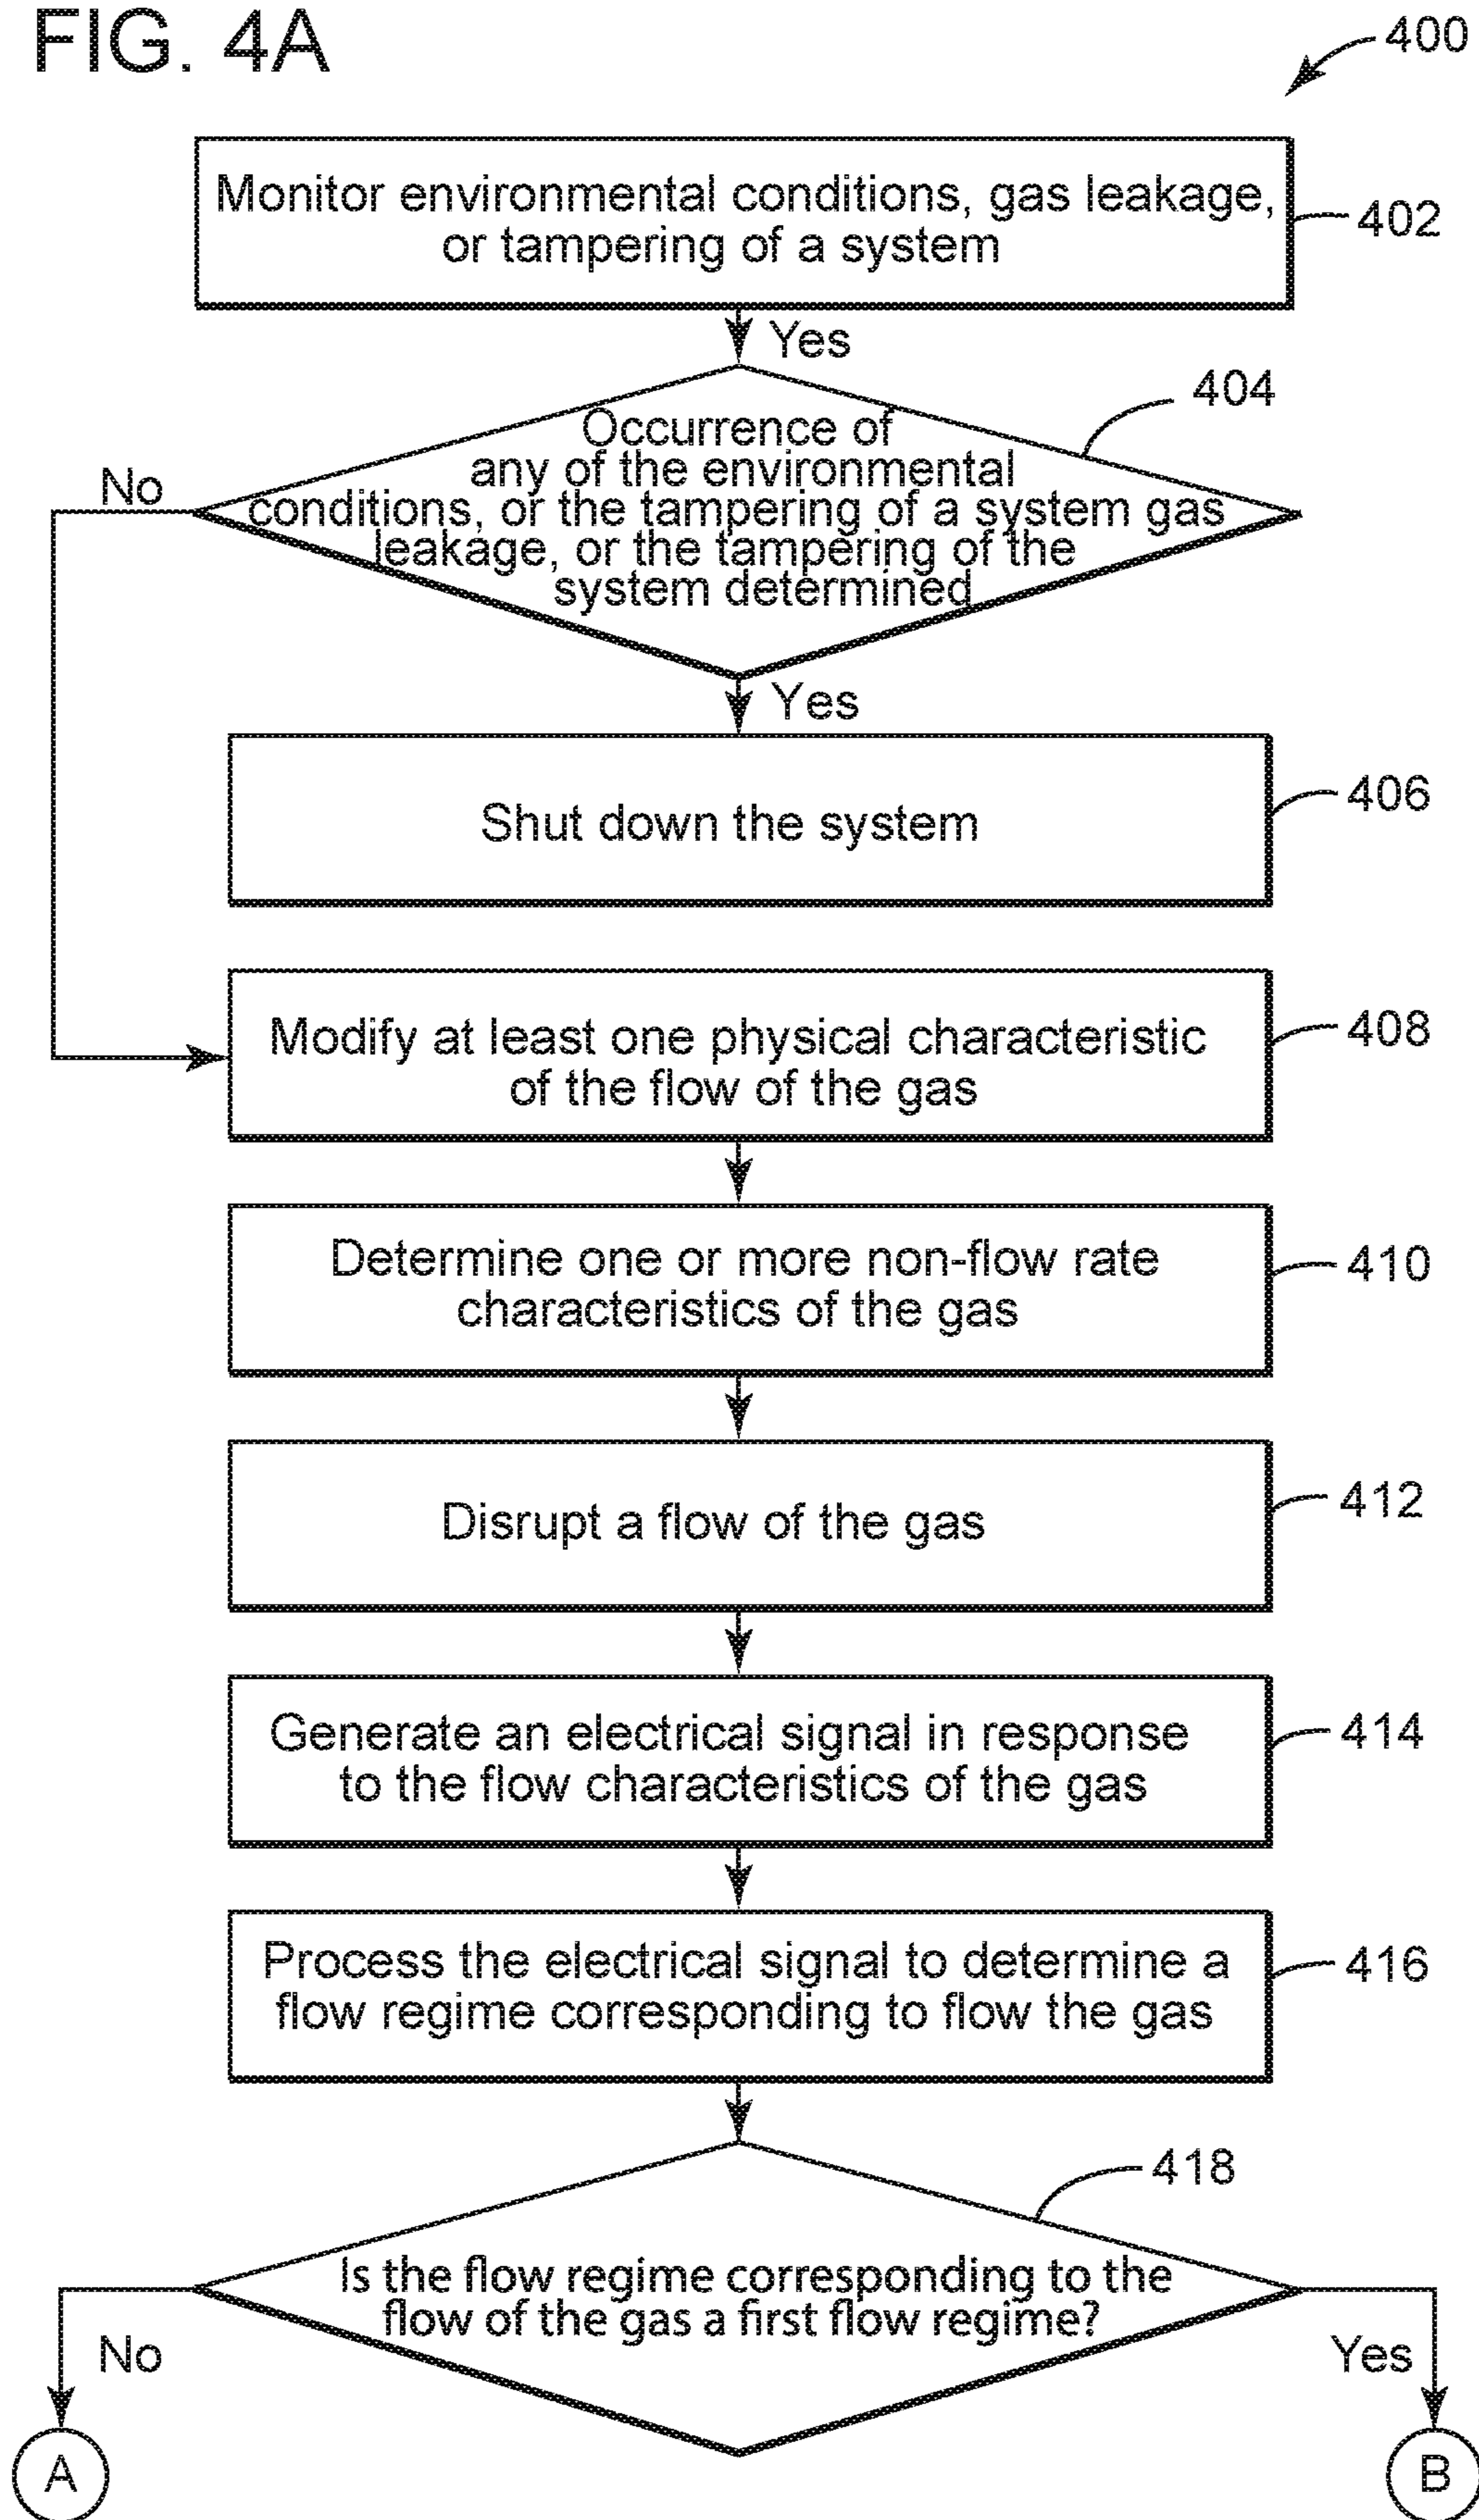 FIG. 4A
400
Monitor environmental conditions, gas leakage,
or tampering of a system
402
Yes
404
Occurrence of
any of the environmental
conditions, or the tampering of a system gas
leakage, or the tampering of the
system determined
No
Yes
Shut down the system
406
Modify at least one physical characteristic
of the flow of the gas
408
Determine one or more non-flow rate
characteristics of the gas
410
Disrupt a flow of the gas
412
Generate an electrical signal in response
to the flow characteristics of the gas
414
Process the electrical signal to determine a
flow regime corresponding to flow the gas
416
418
Is the flow regime corresponding to the
flow of the gas a first flow regime?
No
Yes
A
B